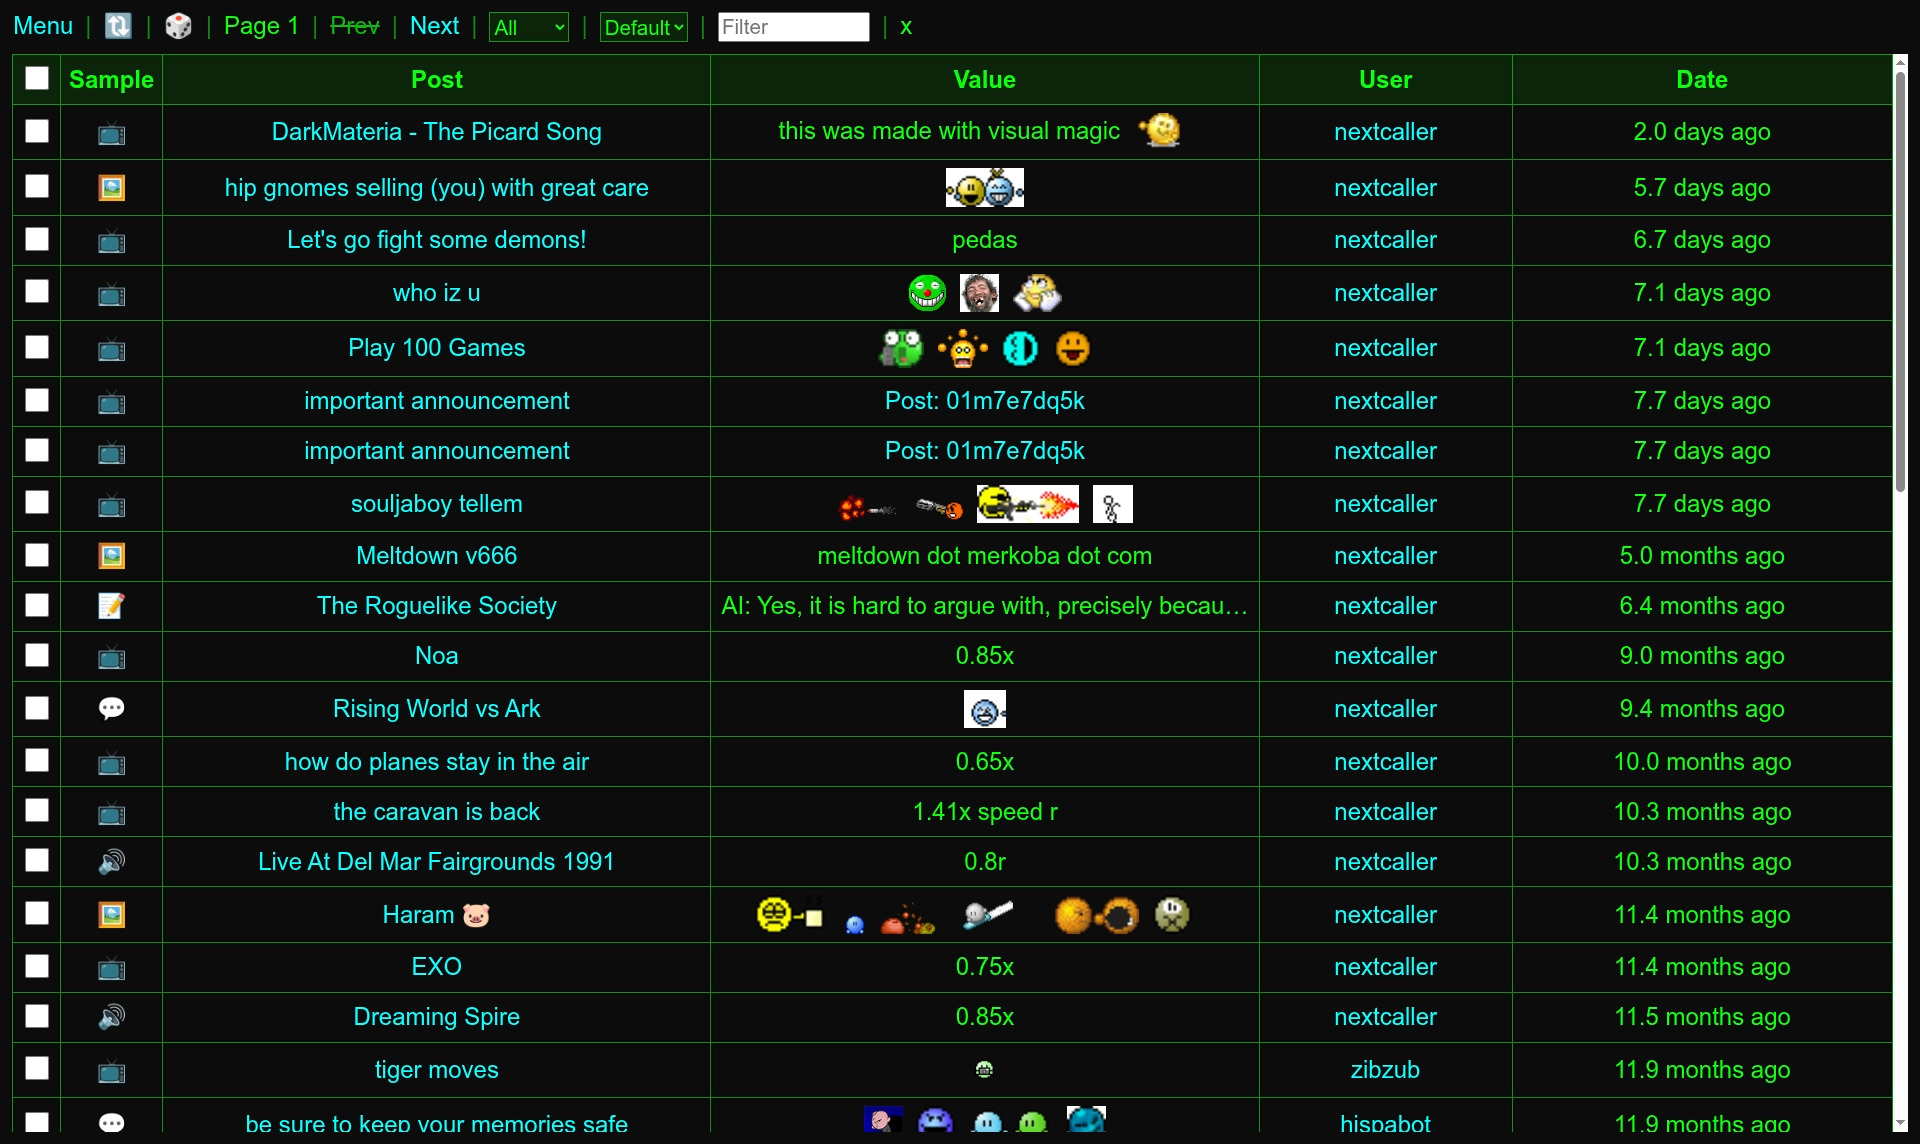 Menu | | | Page 1 | Prev | Next | All | Default | Filter | x
Sample Post Value User Date
DarkMateria - The Picard Song this was made with visual magic nextcaller 2.0 days ago
hip gnomes selling (you) with great care nextcaller 5.7 days ago
Let's go fight some demons! pedas nextcaller 6.7 days ago
who iz u nextcaller 7.1 days ago
Play 100 Games nextcaller 7.1 days ago
important announcement Post: 01m7e7dq5k nextcaller 7.7 days ago
important announcement Post: 01m7e7dq5k nextcaller 7.7 days ago
souljaboy tellem nextcaller 7.7 days ago
Meltdown v666 meltdown dot merkoba dot com nextcaller 5.0 months ago
The Roguelike Society AI: Yes, it is hard to argue with, precisely becau… nextcaller 6.4 months ago
Noa 0.85x nextcaller 9.0 months ago
Rising World vs Ark nextcaller 9.4 months ago
how do planes stay in the air 0.65x nextcaller 10.0 months ago
the caravan is back 1.41x speed r nextcaller 10.3 months ago
Live At Del Mar Fairgrounds 1991 0.8r nextcaller 10.3 months ago
Haram 🐷 nextcaller 11.4 months ago
EXO 0.75x nextcaller 11.4 months ago
Dreaming Spire 0.85x nextcaller 11.5 months ago
tiger moves zibzub 11.9 months ago
be sure to keep your memories safe hispabot 11.9 months ago